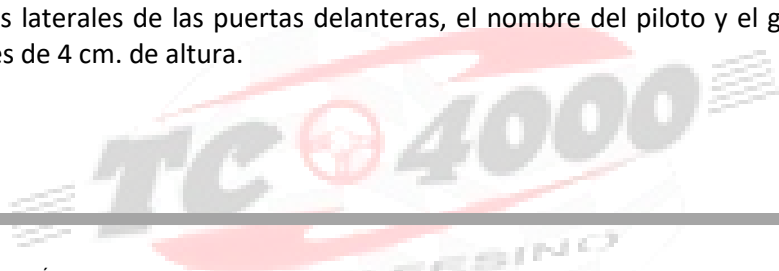 s laterales de las puertas delanteras, el nombre del piloto y el g
es de 4 cm. de altura.
TC 4000